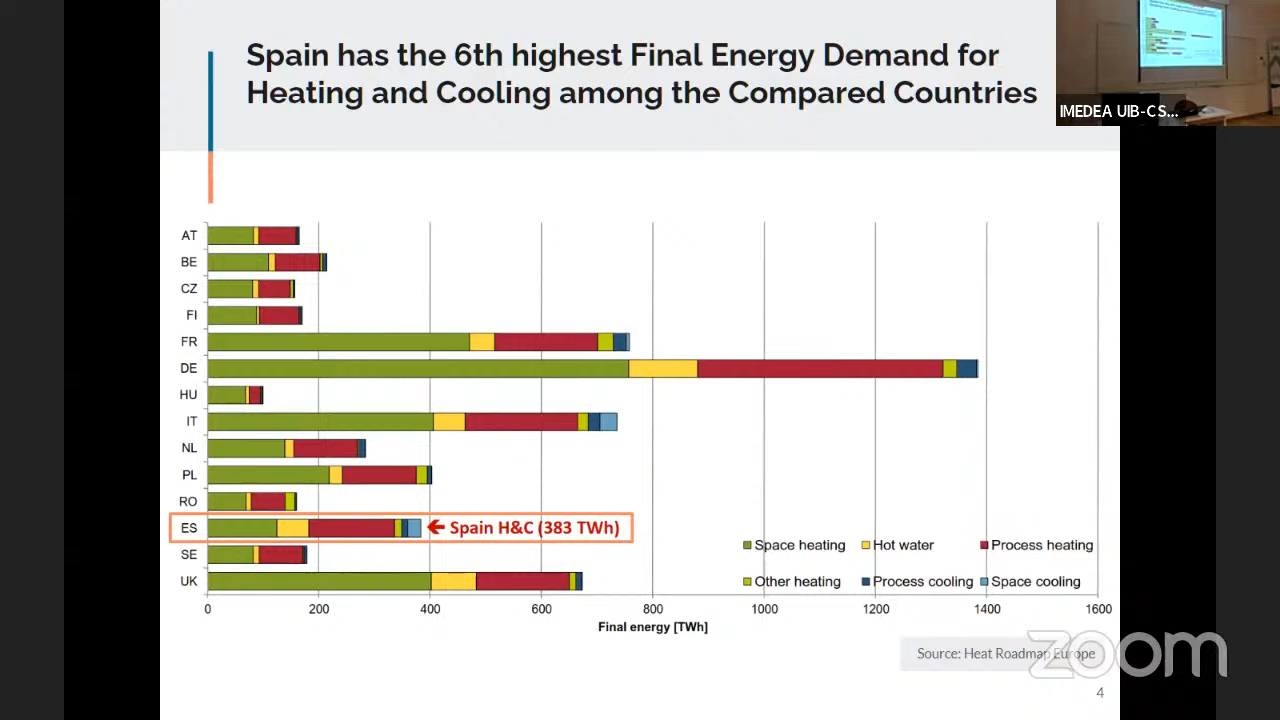 Spain has the 6th highest Final Energy Demand for
Heating and Cooling among the Compared Countries
IMEDEA UIB-CS...
AT
BE
CZ
FI
FR
DE
HU
IT
NL
PL
RO
ES
← Spain H&C (383 TWh)
SE
UK
Space heating Hot water Process heating
Other heating Process cooling Space cooling
0 200 400 600 800 1000 1200 1400 1600
Final energy [TWh]
Source: Heat Roadmap Europe
zoom
4